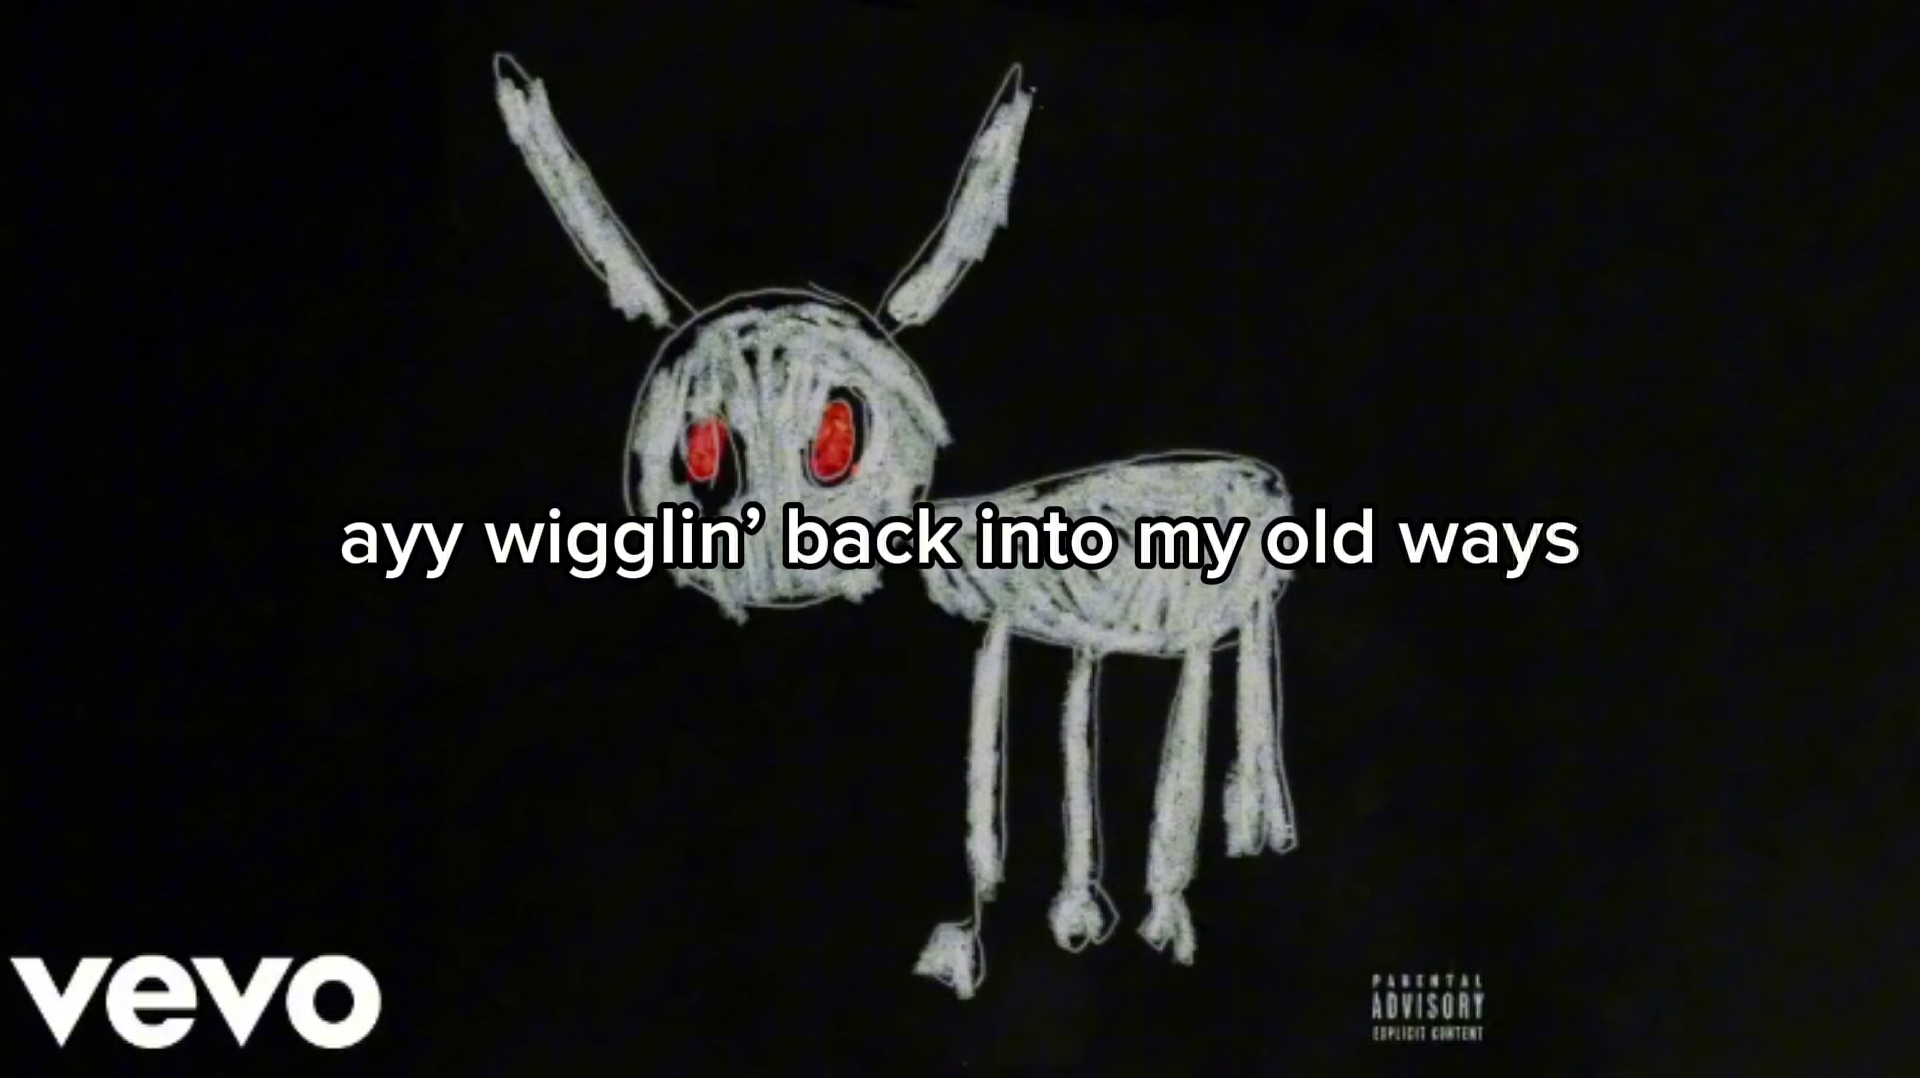 ayy wigglin’ back into my old ways
vevo
PARENTAL
ADVISORY
EXPLICIT CONTENT